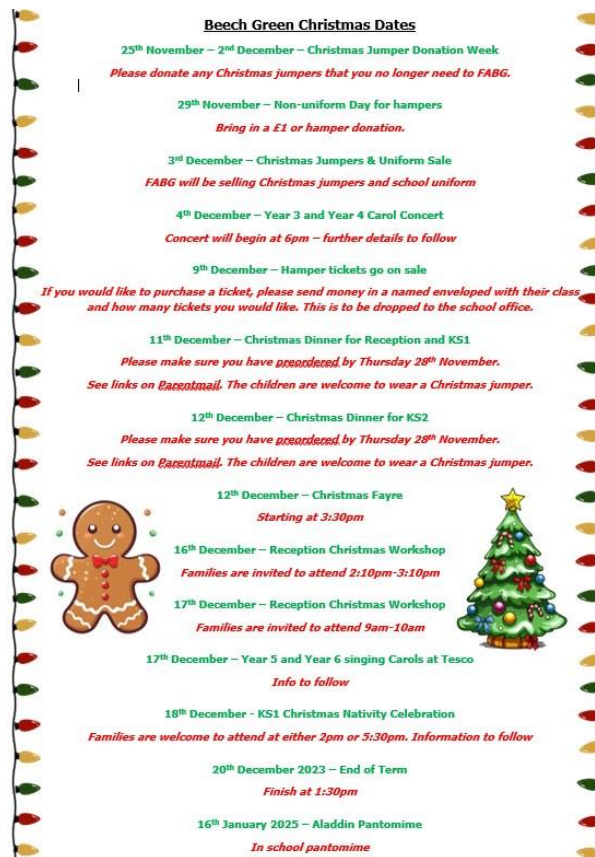 Beech Green Christmas Dates
25th November – 2nd December – Christmas Jumper Donation Week
Please donate any Christmas jumpers that you no longer need to FABG.
29th November – Non-uniform Day for hampers
Bring in a £1 or hamper donation.
3rd December – Christmas Jumpers & Uniform Sale
FABG will be selling Christmas jumpers and school uniform
4th December – Year 3 and Year 4 Carol Concert
Concert will begin at 6pm – further details to follow
9th December – Hamper tickets go on sale
If you would like to purchase a ticket, please send money in a named enveloped with their class
and how many tickets you would like. This is to be dropped to the school office.
11th December – Christmas Dinner for Reception and KS1
Please make sure you have preordered by Thursday 28th November.
See links on Parentmail. The children are welcome to wear a Christmas jumper.
12th December – Christmas Dinner for KS2
Please make sure you have preordered by Thursday 28th November.
See links on Parentmail. The children are welcome to wear a Christmas jumper.
12th December – Christmas Fayre
Starting at 3:30pm
16th December – Reception Christmas Workshop
Families are invited to attend 2:10pm-3:10pm
17th December – Reception Christmas Workshop
Families are invited to attend 9am-10am
17th December – Year 5 and Year 6 singing Carols at Tesco
Info to follow
18th December - KS1 Christmas Nativity Celebration
Families are welcome to attend at either 2pm or 5:30pm. Information to follow
20th December 2023 – End of Term
Finish at 1:30pm
16th January 2025 – Aladdin Pantomime
In school pantomime